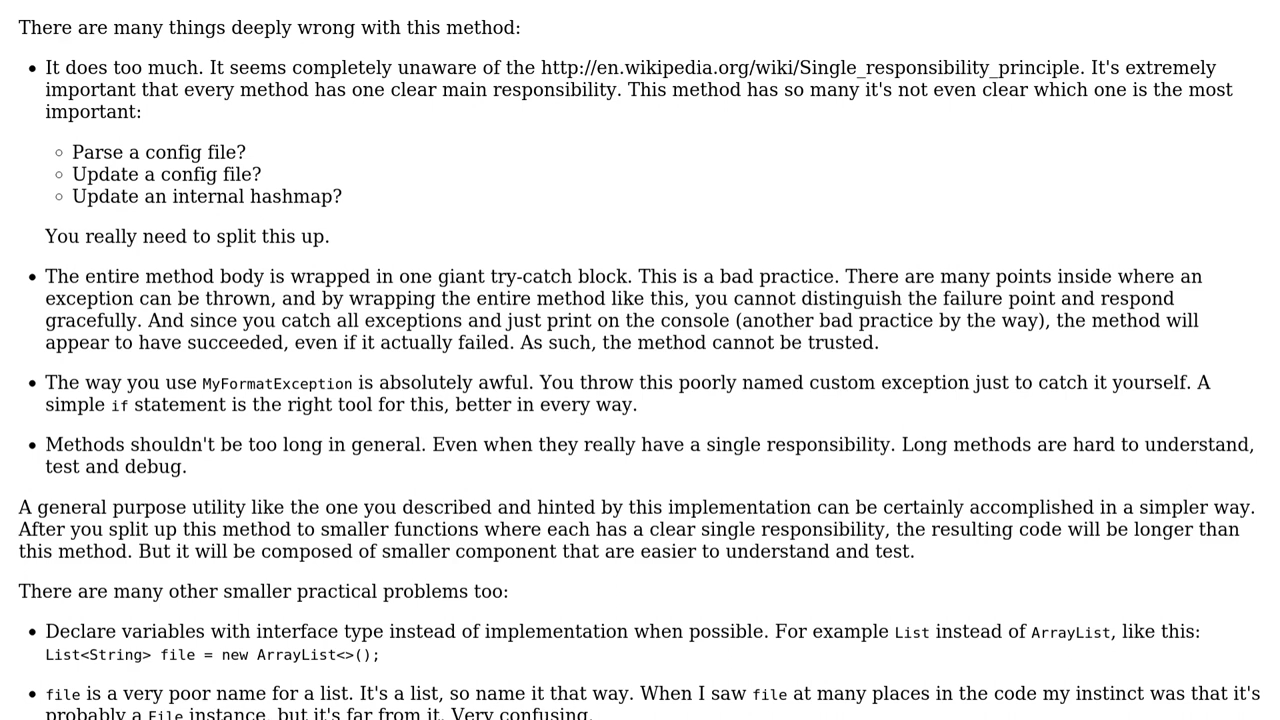 There are many things deeply wrong with this method:
It does too much. It seems completely unaware of the http://en.wikipedia.org/wiki/Single_responsibility_principle. It's extremely
important that every method has one clear main responsibility. This method has so many it's not even clear which one is the most
important:
Parse a config file?
Update a config file?
Update an internal hashmap?
You really need to split this up.
The entire method body is wrapped in one giant try-catch block. This is a bad practice. There are many points inside where an
exception can be thrown, and by wrapping the entire method like this, you cannot distinguish the failure point and respond
gracefully. And since you catch all exceptions and just print on the console (another bad practice by the way), the method will
appear to have succeeded, even if it actually failed. As such, the method cannot be trusted.
The way you use MyFormatException is absolutely awful. You throw this poorly named custom exception just to catch it yourself. A
simple if statement is the right tool for this, better in every way.
Methods shouldn't be too long in general. Even when they really have a single responsibility. Long methods are hard to understand,
test and debug.
A general purpose utility like the one you described and hinted by this implementation can be certainly accomplished in a simpler way.
After you split up this method to smaller functions where each has a clear single responsibility, the resulting code will be longer than
this method. But it will be composed of smaller component that are easier to understand and test.
There are many other smaller practical problems too:
Declare variables with interface type instead of implementation when possible. For example List instead of ArrayList, like this:
List<String> file = new ArrayList<>();
file is a very poor name for a list. It's a list, so name it that way. When I saw file at many places in the code my instinct was that it's
probably a File instance, but it's far from it. Very confusing.